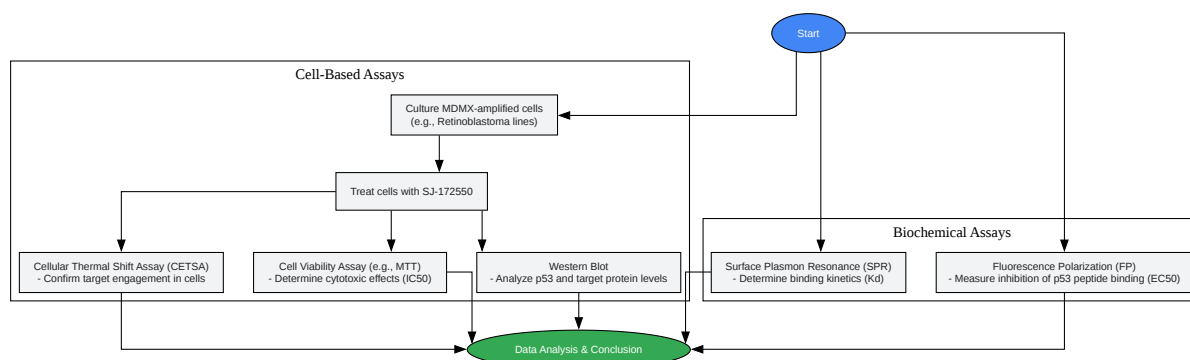 Start
Cell-Based Assays
Culture MDMX-amplified cells
(e.g., Retinoblastoma lines)
Treat cells with SJ-172550
Biochemical Assays
Cellular Thermal Shift Assay (CETSA)
- Confirm target engagement in cells
Cell Viability Assay (e.g., MTT)
- Determine cytotoxic effects (IC50)
Western Blot
- Analyze p53 and target protein levels
Surface Plasmon Resonance (SPR)
- Determine binding kinetics (Kd)
Fluorescence Polarization (FP)
- Measure inhibition of p53 peptide binding (EC50)
Data Analysis & Conclusion